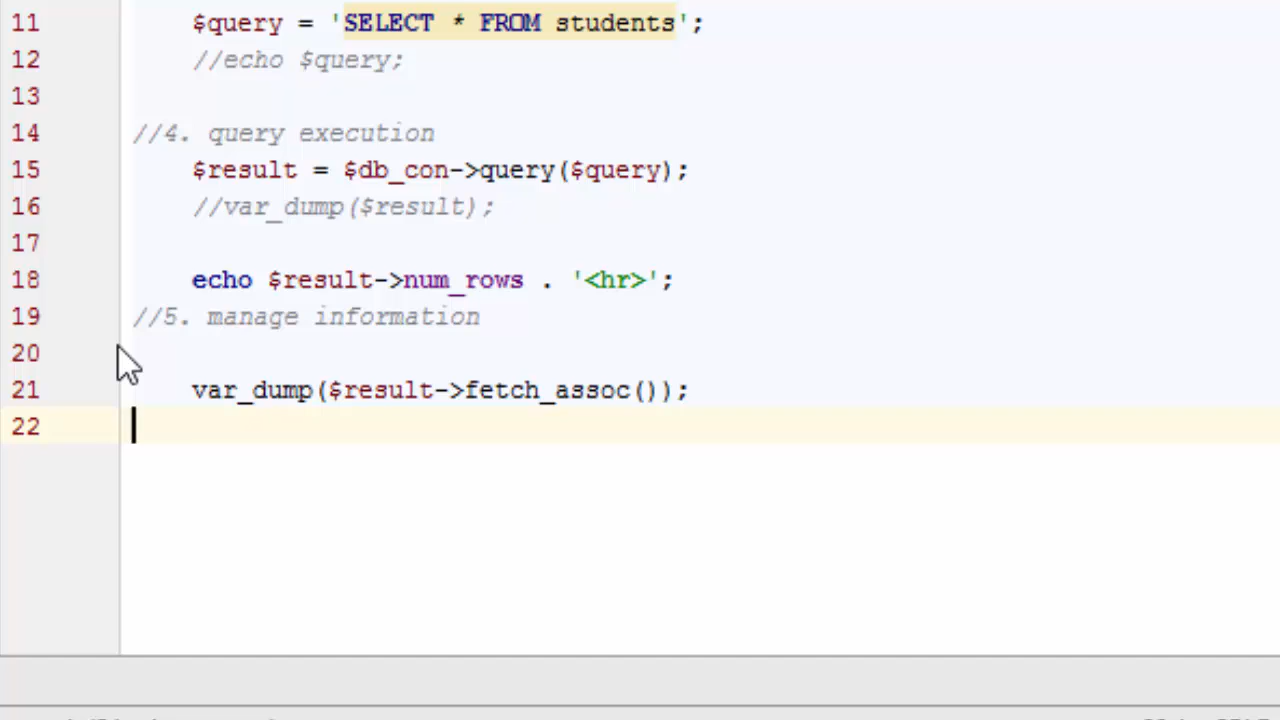 11 $query = 'SELECT * FROM students';
12 //echo $query;
13
14 //4. query execution
15 $result = $db_con->query($query);
16 //var_dump($result);
17
18 echo $result->num_rows . '<hr>';
19 //5. manage information
20
21 var_dump($result->fetch_assoc());
22